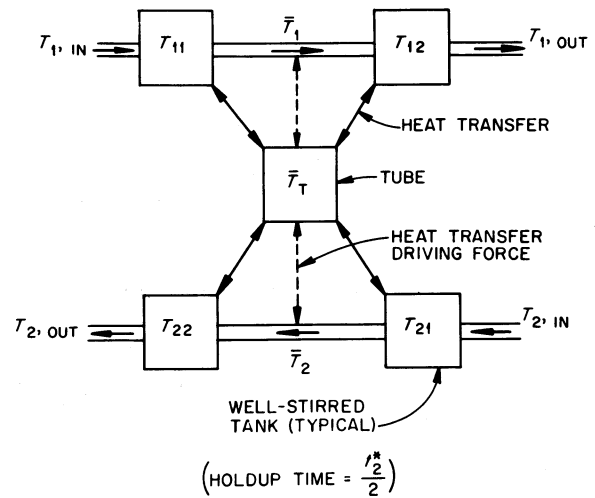 T1, IN
T11
T̄1
T12
T1, OUT
HEAT TRANSFER
T̄T
TUBE
HEAT TRANSFER
DRIVING FORCE
T2, OUT
T22
T̄2
T21
T2, IN
WELL-STIRRED
TANK (TYPICAL)
(HOLDUP TIME = t2*/2)